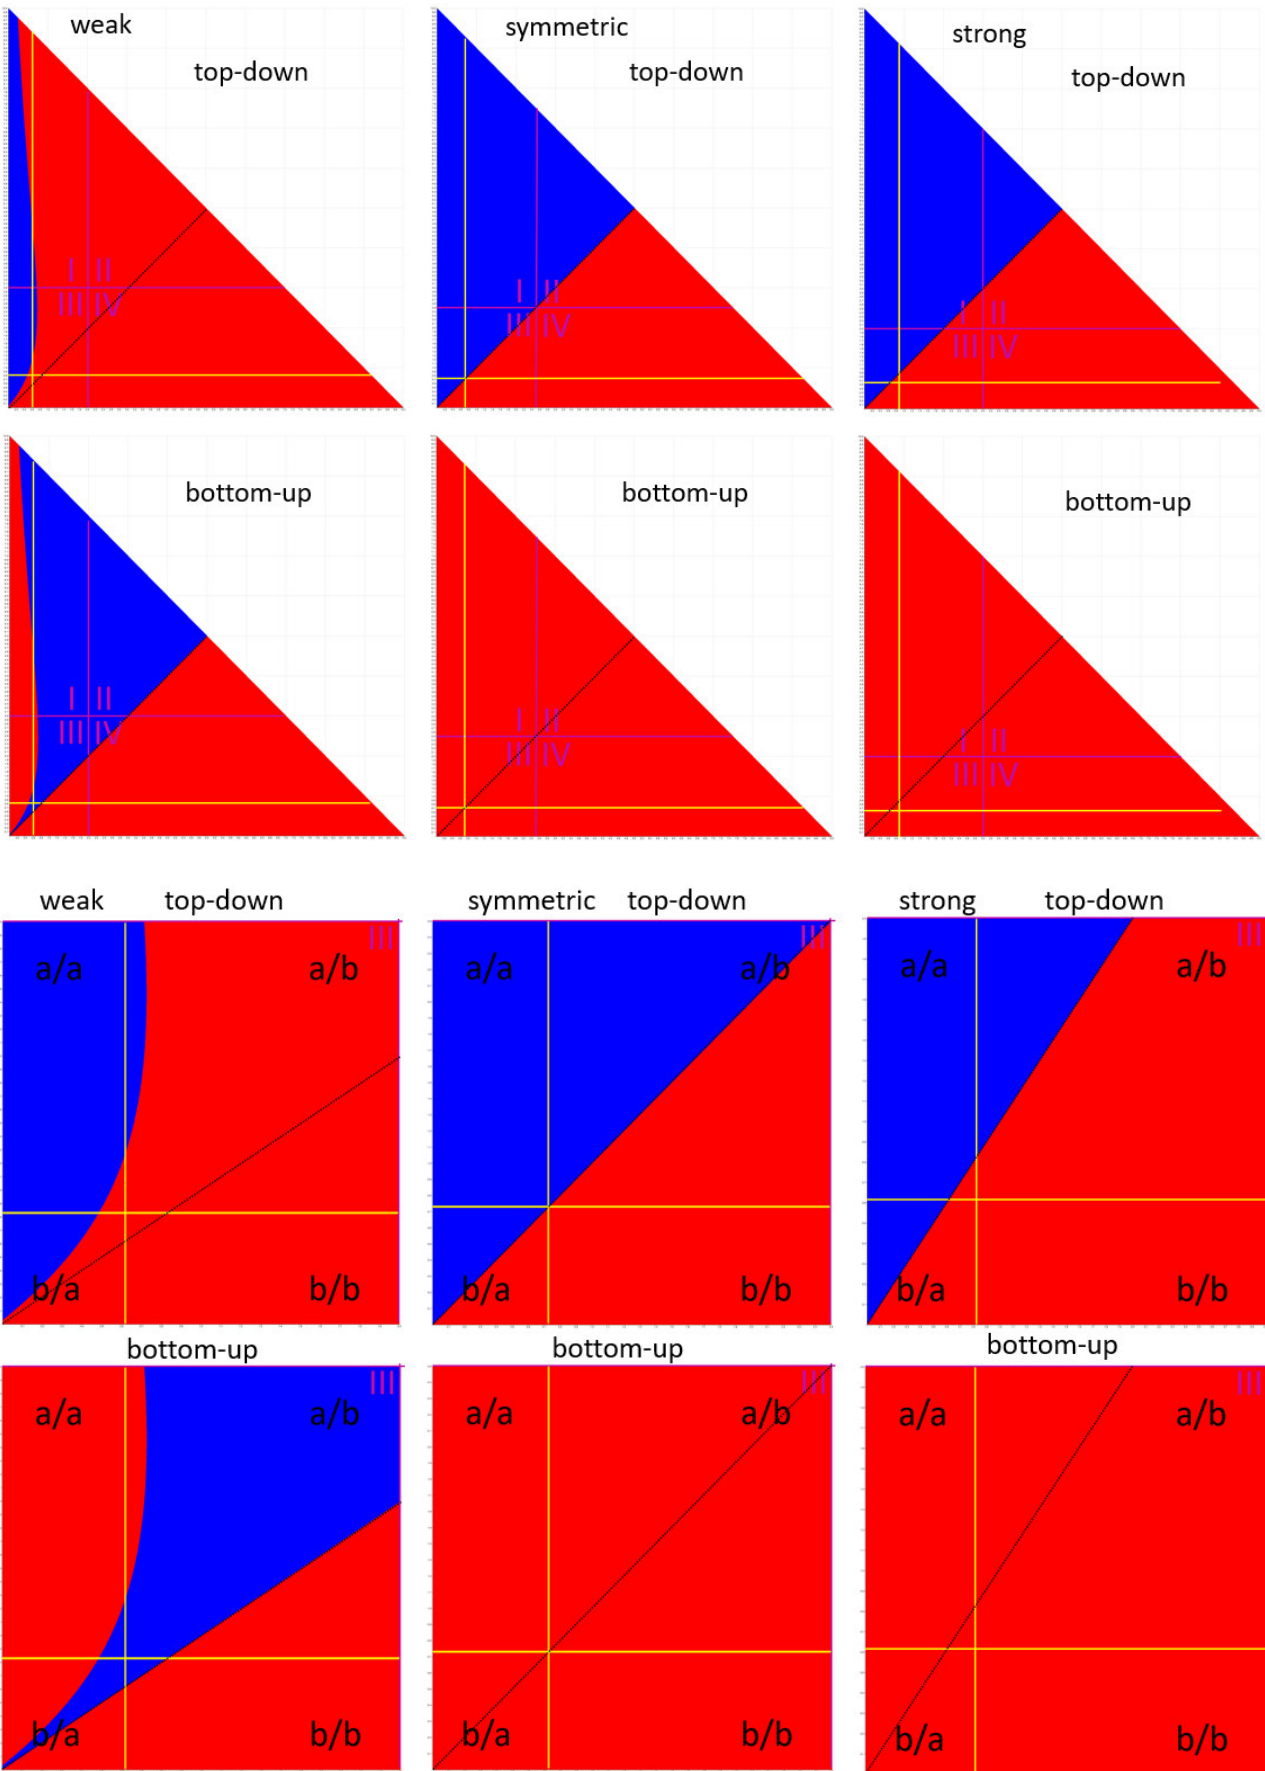 weak symmetric strong
top-down top-down top-down
I II I II I II
III IV III IV III IV
bottom-up bottom-up bottom-up
I II I II I II
III IV III IV III IV
weak top-down symmetric top-down strong top-down
III III III
a/a a/b a/a a/b a/a a/b
b/a b/b b/a b/b b/a b/b
bottom-up bottom-up bottom-up
III III III
a/a a/b a/a a/b a/a a/b
b/a b/b b/a b/b b/a b/b